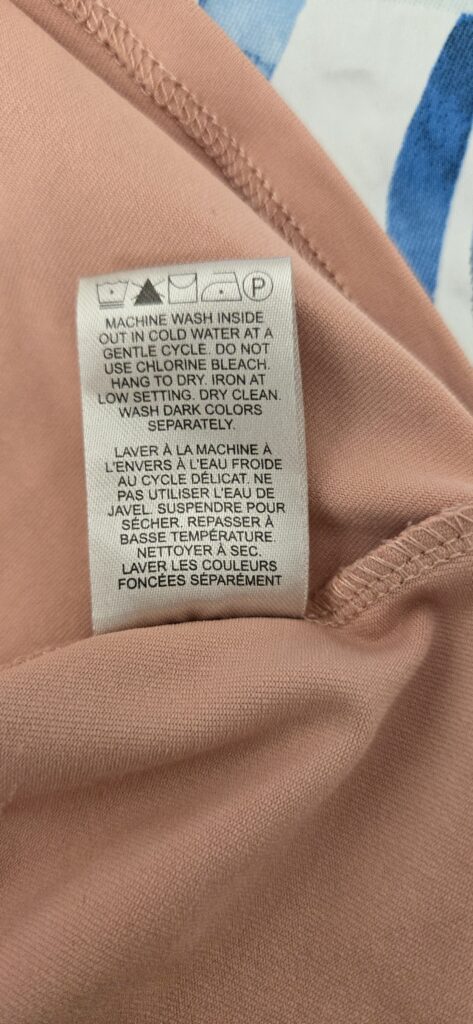 P
MACHINE WASH INSIDE
OUT IN COLD WATER AT A
GENTLE CYCLE. DO NOT
USE CHLORINE BLEACH.
HANG TO DRY. IRON AT
LOW SETTING. DRY CLEAN.
WASH DARK COLORS
SEPARATELY.
LAVER À LA MACHINE À
L'ENVERS À L'EAU FROIDE
AU CYCLE DÉLICAT. NE
PAS UTILISER L'EAU DE
JAVEL. SUSPENDRE POUR
SÉCHER. REPASSER À
BASSE TEMPÉRATURE.
NETTOYER À SEC.
LAVER LES COULEURS
FONCÉES SÉPARÉMENT